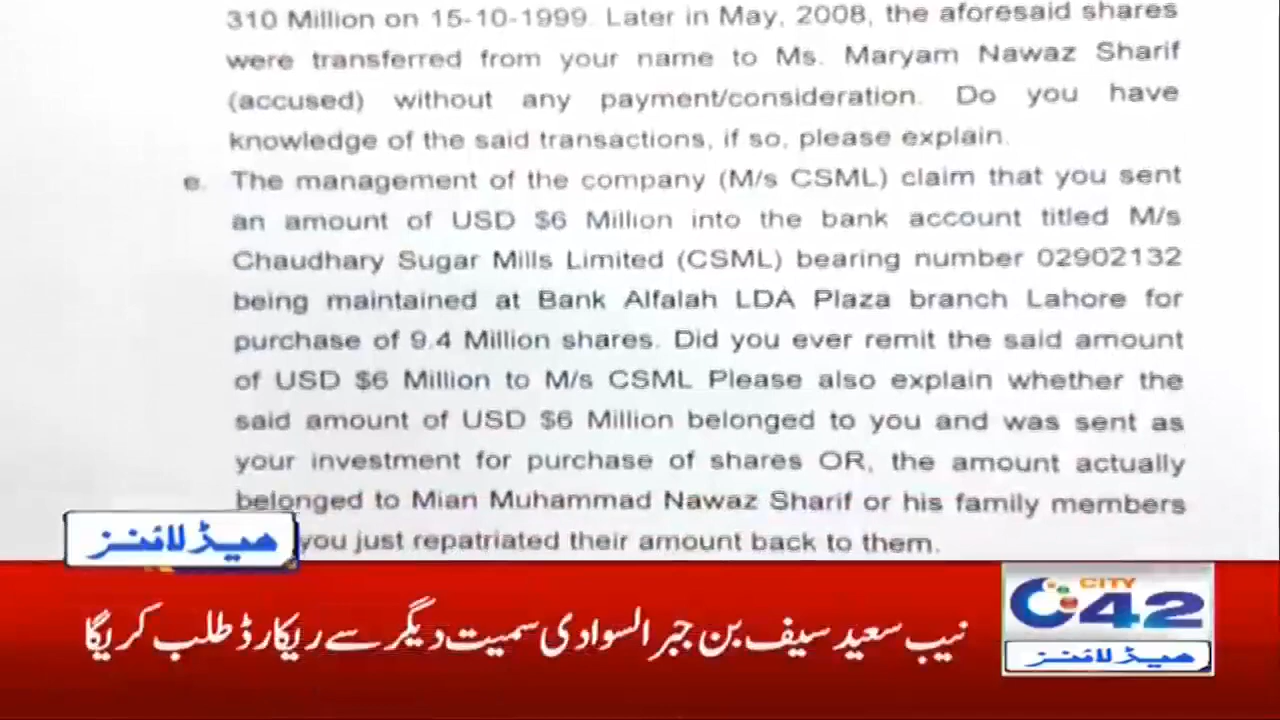 310 Million on 15-10-1999. Later in May, 2008, the aforesaid shares
were transferred from your name to Ms. Maryam Nawaz Sharif
(accused) without any payment/consideration. Do you have
knowledge of the said transactions, if so, please explain.
e. The management of the company (M/s CSML) claim that you sent
an amount of USD $6 Million into the bank account titled M/s
Chaudhary Sugar Mills Limited (CSML) bearing number 02902132
being maintained at Bank Alfalah LDA Plaza branch Lahore for
purchase of 9.4 Million shares. Did you ever remit the said amount
of USD $6 Million to M/s CSML Please also explain whether the
said amount of USD $6 Million belonged to you and was sent as
your investment for purchase of shares OR, the amount actually
belonged to Mian Muhammad Nawaz Sharif or his family members
you just repatriated their amount back to them.
ہیڈلائنز
نیب سعید سیف بن جبر السوادی سمیت دیگر سے ریکارڈ طلب کریگا
CITY
42
ہیڈلائنز